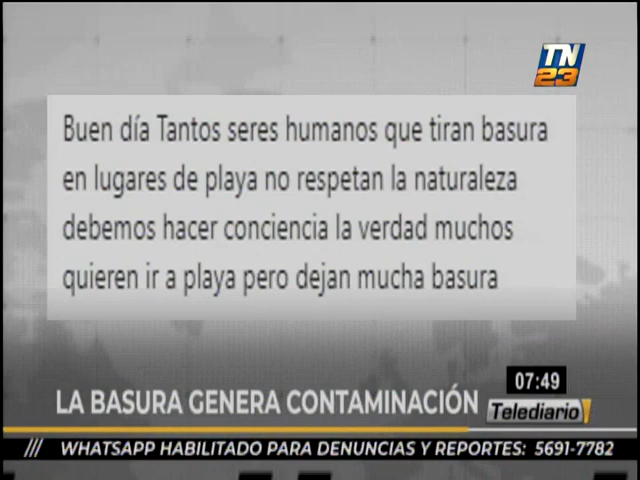 TN
23
Buen día Tantos seres humanos que tiran basura
en lugares de playa no respetan la naturaleza
debemos hacer conciencia la verdad muchos
quieren ir a playa pero dejan mucha basura
07:49
LA BASURA GENERA CONTAMINACIÓN
Telediario
/// WHATSAPP HABILITADO PARA DENUNCIAS Y REPORTES: 5691-7782